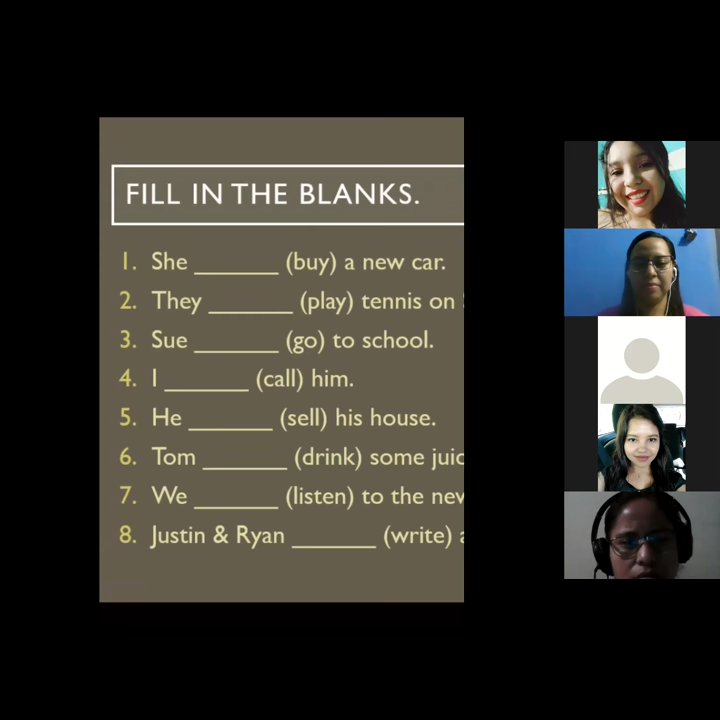 FILL IN THE BLANKS.
1. She _______ (buy) a new car.
2. They _______ (play) tennis on
3. Sue _______ (go) to school.
4. I _______ (call) him.
5. He _______ (sell) his house.
6. Tom _______ (drink) some
7. We _______ (listen) to the
8. Justin & Ryan _______ (write)